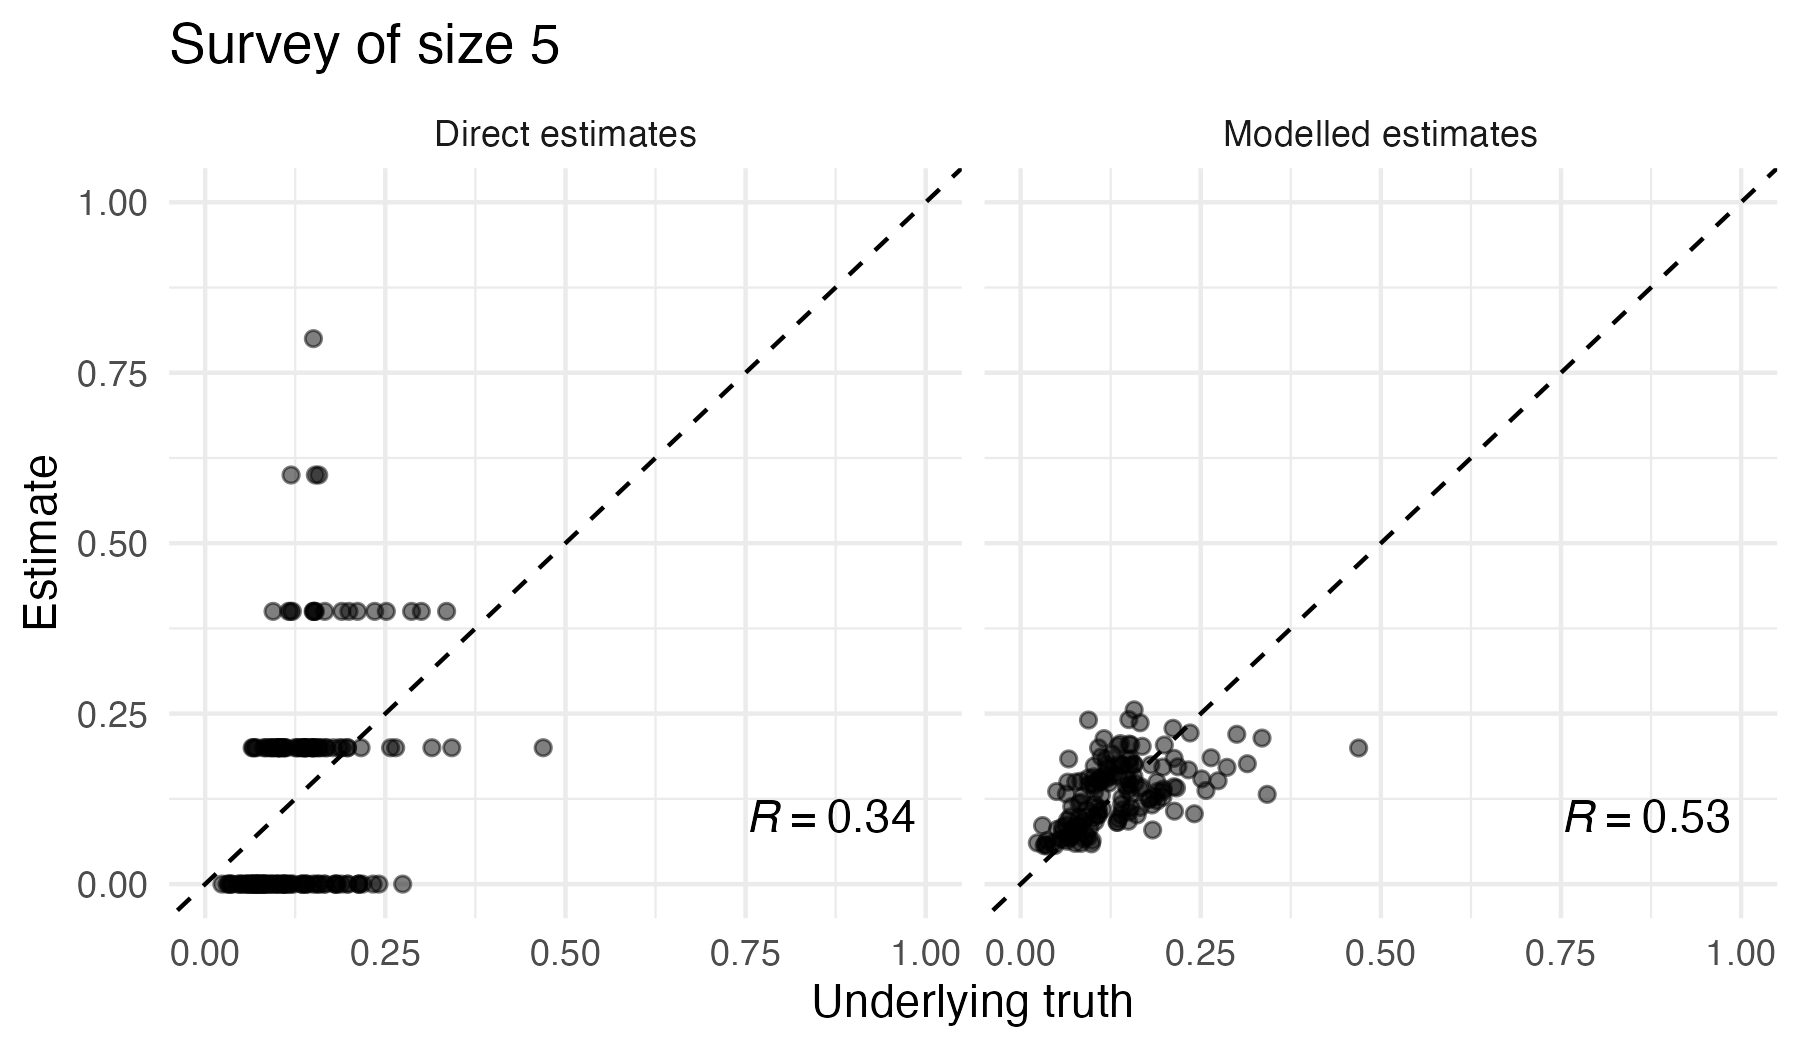 Survey of size 5
Direct estimates
Modelled estimates
Estimate
1.00
0.75
0.50
0.25
0.00
R = 0.34
R = 0.53
0.00 0.25 0.50 0.75 1.00
0.00 0.25 0.50 0.75 1.00
Underlying truth